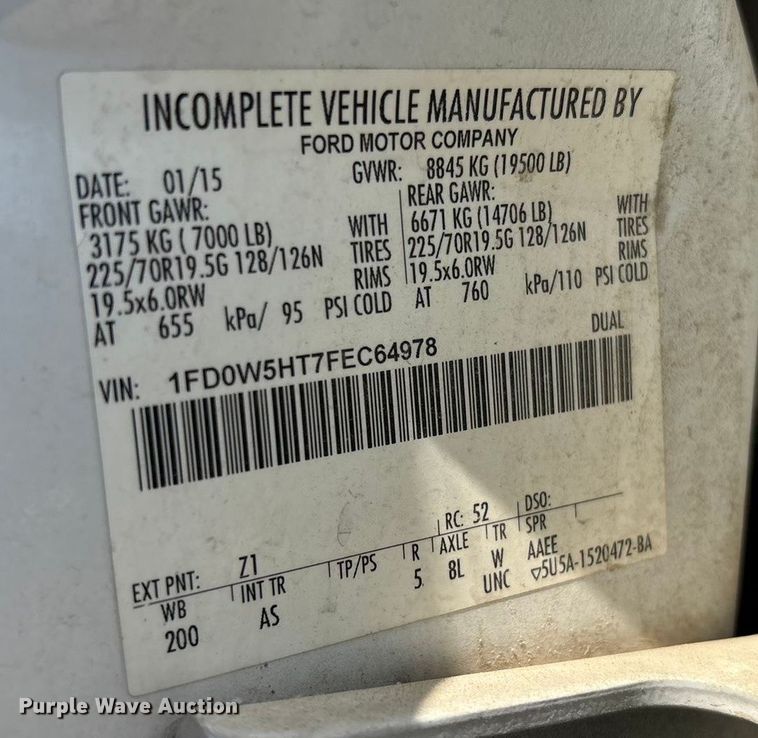 INCOMPLETE VEHICLE MANUFACTURED BY
FORD MOTOR COMPANY
DATE: 01/15 GVWR: 8845 KG (19500 LB)
FRONT GAWR: REAR GAWR:
3175 KG ( 7000 LB) WITH 6671 KG (14706 LB) WITH
225/70R19.5G 128/126N TIRES 225/70R19.5G 128/126N TIRES
19.5x6.0RW RIMS 19.5x6.0RW RIMS
AT 655 kPa/ 95 PSI COLD AT 760 kPa/110 PSI COLD
DUAL
VIN: 1FD0W5HT7FEC64978
EXT PNT: Z1 RC: 52 DSO:
WB INT TR TP/PS R AXLE TR SPR
200 AS 5 8L W AAEE
UNC ▽5U5A-1520472-BA
Purple Wave Auction